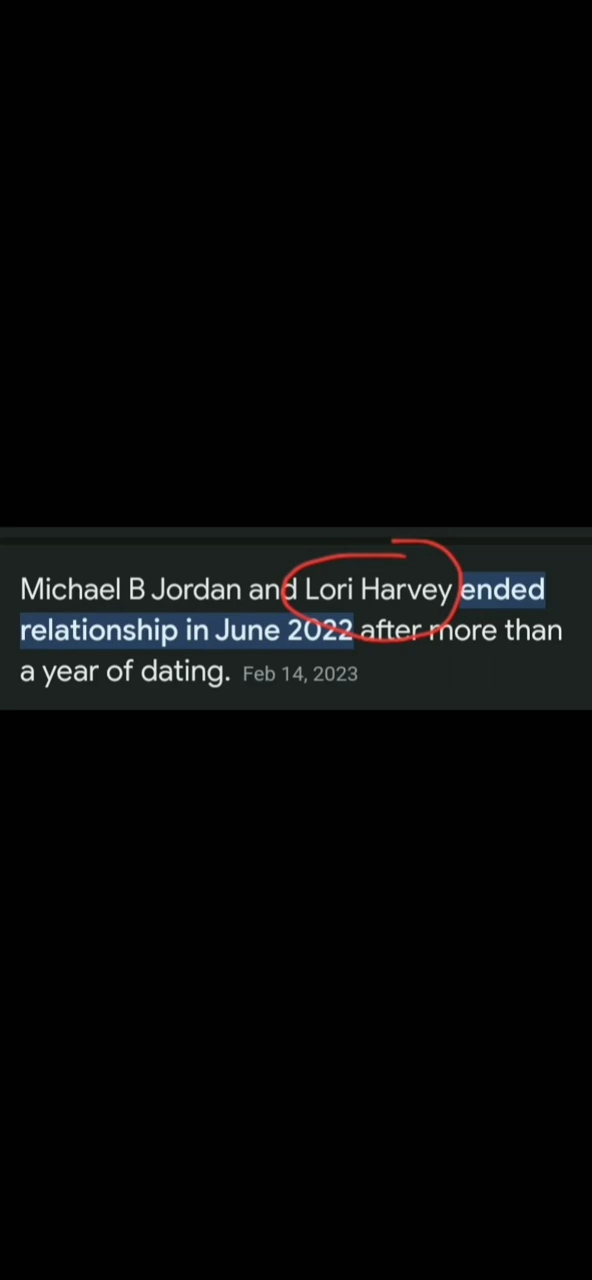 Michael B Jordan and Lori Harvey ended
relationship in June 2022 after more than
a year of dating. Feb 14, 2023